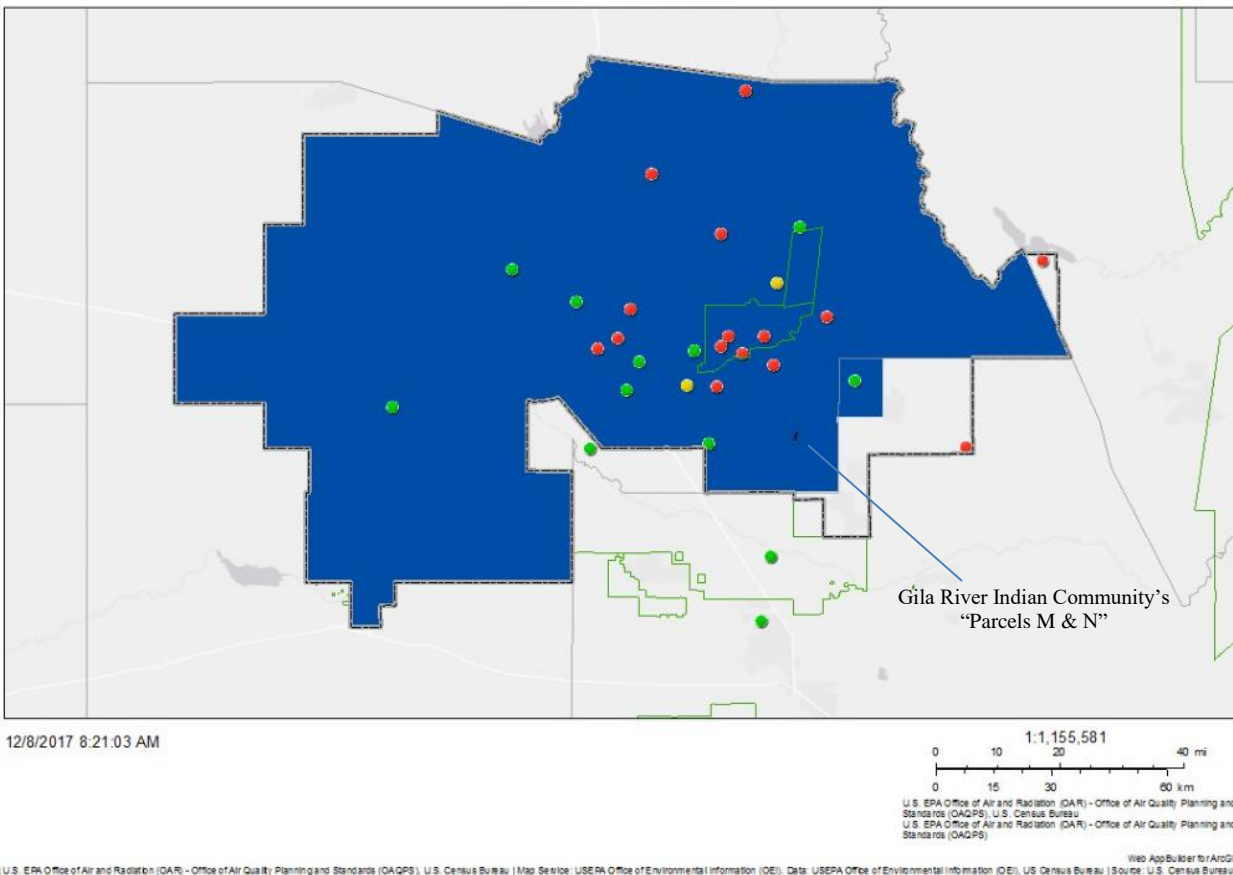 Gila River Indian Community's
"Parcels M & N"
12/8/2017 8:21:03 AM
1:1,155,581
0 10 20 40 mi
0 15 30 60 km
U.S. EPA Office of Air and Radiation (OAR) - Office of Air Quality Planning and
Standards (OAQPS), U.S. Census Bureau
U.S. EPA Office of Air and Radiation (OAR) - Office of Air Quality Planning and
Standards (OAQPS)
Web AppBuilder for ArcGI
U.S. EPA Office of Air and Radiation (OAR) - Office of Air Quality Planning and Standards (OAQPS), U.S. Census Bureau | Map Service: USEPA Office of Environmental Information (OEI), Data: USEPA Office of Environmental Information (OEI), US Census Bureau | Source: U.S. Census Bureau